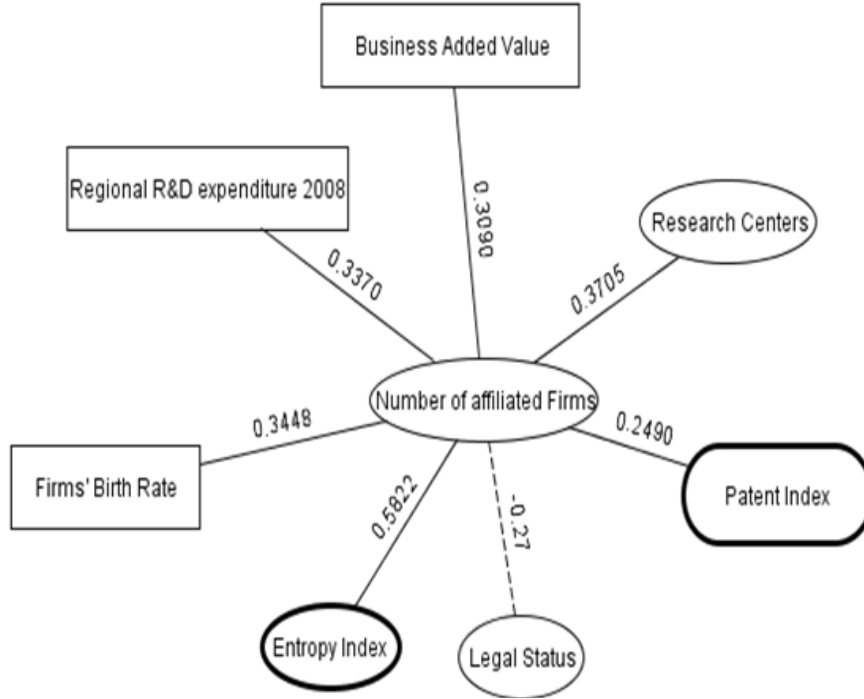 Business Added Value
Regional R&D expenditure 2008
Research Centers
0.3090
0.3370
0.3705
Number of affiliated Firms
0.3448
0.2490
Firms' Birth Rate
0.5822
-0.27
Patent Index
Entropy Index
Legal Status